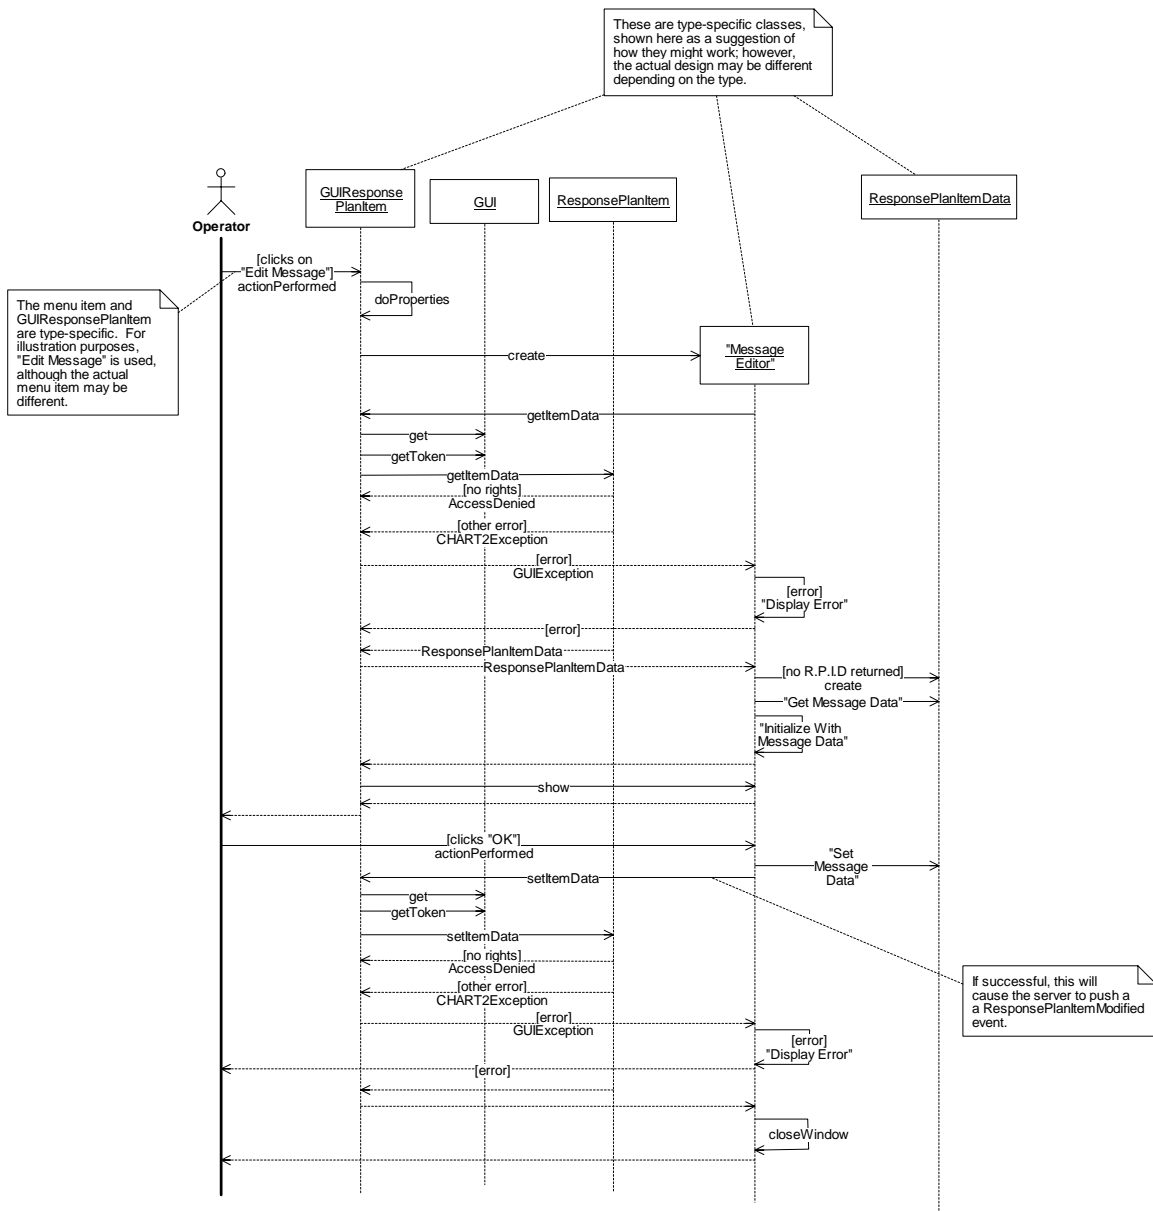 These are type-specific classes,
shown here as a suggestion of
how they might work; however,
the actual design may be different
depending on the type.
GUIResponse
PlanItem
GUI
ResponsePlanItem
ResponsePlanItemData
Operator
[clicks on
"Edit Message"]
actionPerformed
doProperties
The menu item and
GUIResponsePlanItem
are type-specific.  For
illustration purposes,
"Edit Message" is used,
although the actual
menu item may be
different.
"Message
Editor"
create
getItemData
get
getToken
getItemData
[no rights]
AccessDenied
[other error]
CHART2Exception
[error]
GUIException
[error]
"Display Error"
[error]
ResponsePlanItemData
ResponsePlanItemData
[no R.P.I.D returned]
create
"Get Message Data"
"Initialize With
Message Data"
show
[clicks "OK"]
actionPerformed
"Set
Message
Data"
setItemData
get
getToken
setItemData
[no rights]
AccessDenied
[other error]
CHART2Exception
If successful, this will
cause the server to push a
a ResponsePlanItemModified
event.
[error]
GUIException
[error]
"Display Error"
[error]
closeWindow